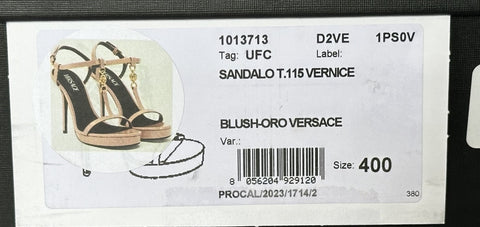 1013713 D2VE 1PS0V
Tag: UFC Label:
SANDALO T.115 VERNICE
BLUSH-ORO VERSACE
Var.:
Size: 400
8 056204 929120
PROCAL/2023/1714/2
380
VERSACE